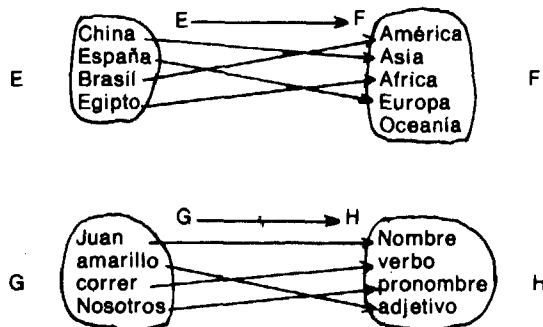 E F
China América
España Asia
Brasil Africa
E Egipto Europa F
Oceanía
G H
Juan Nombre
amarillo verbo
G correr pronombre H
Nosotros adjetivo